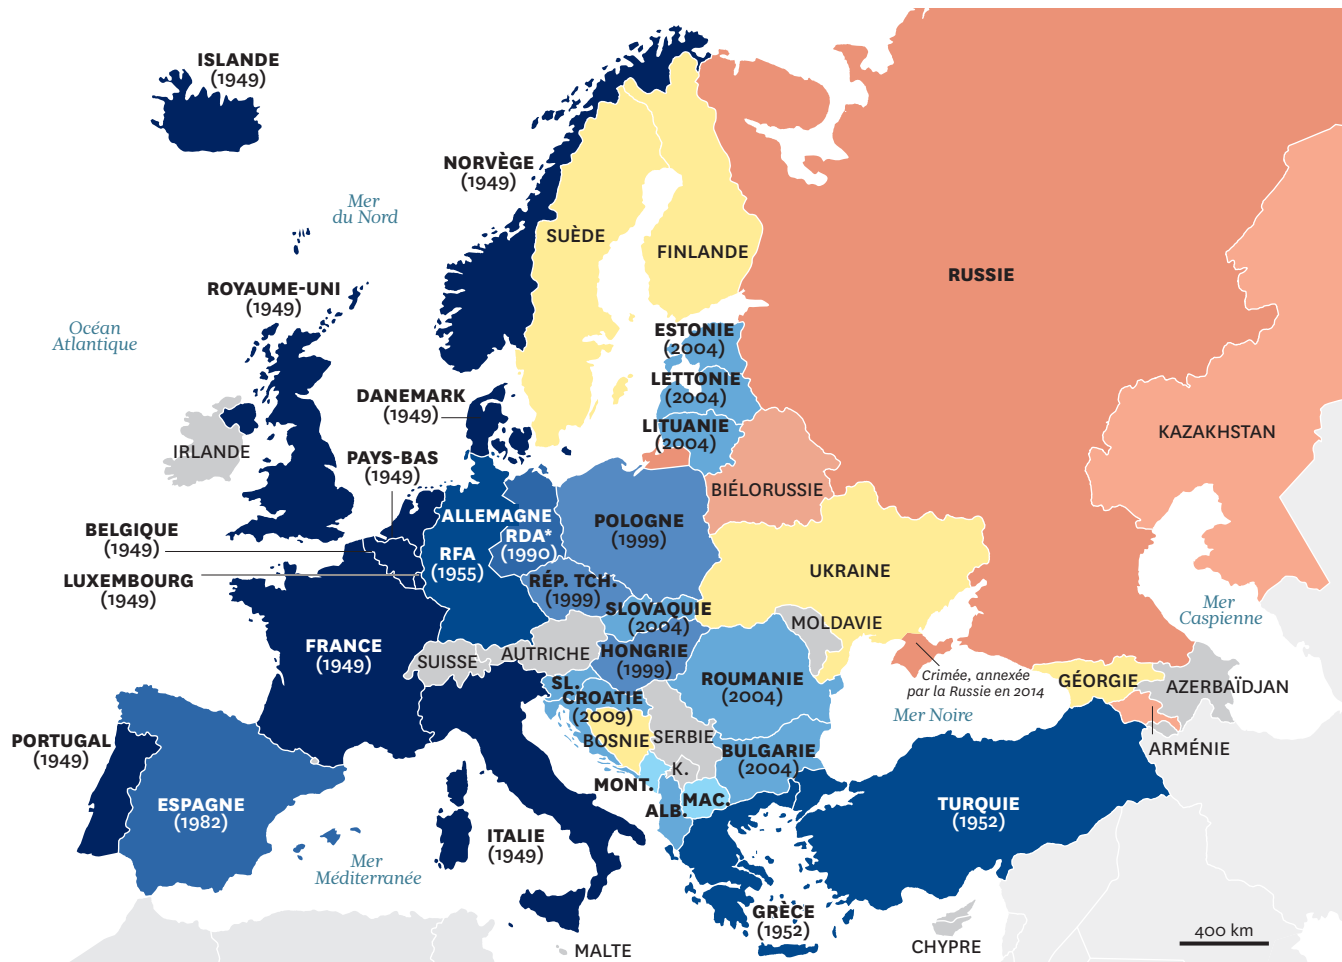 ISLANDE
(1949)
NORVÈGE
(1949)
Mer
du Nord
SUÈDE
FINLANDE
RUSSIE
ROYAUME-UNI
(1949)
Océan
Atlantique
ESTONIE
(2004)
LETTONIE
(2004)
DANEMARK
(1949)
LITUANIE
(2004)
KAZAKHSTAN
IRLANDE
PAYS-BAS
(1949)
BIÉLORUSSIE
ALLEMAGNE
RDA*
(1990)
POLOGNE
(1999)
BELGIQUE
(1949)
RFA
(1955)
LUXEMBOURG
(1949)
UKRAINE
RÉP. TCH.
(1999)
SLOVAQUIE
(2004)
MOLDAVIE
Mer
Caspienne
FRANCE
(1949)
SUISSE
AUTRICHE
HONGRIE
(1999)
Crimée, annexée
par la Russie en 2014
ROUMANIE
(2004)
GÉORGIE
AZERBAÏDJAN
SL.
CROATIE
(2009)
Mer Noire
PORTUGAL
(1949)
BOSNIE
SERBIE
BULGARIE
(2004)
ARMÉNIE
K.
MONT.
MAC.
ALB.
ESPAGNE
(1982)
TURQUIE
(1952)
ITALIE
(1949)
Mer
Méditerranée
GRÈCE
(1952)
CHYPRE
MALTE
400 km